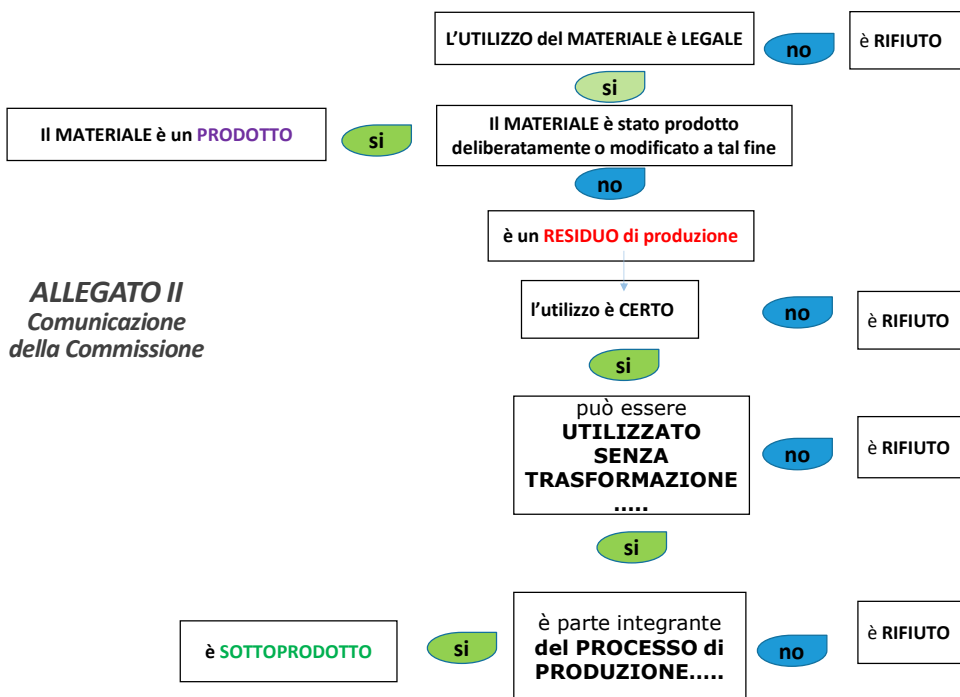 L'UTILIZZO del MATERIALE è LEGALE
no
è RIFIUTO
si
Il MATERIALE è un PRODOTTO
si
Il MATERIALE è stato prodotto
deliberatamente o modificato a tal fine
no
è un RESIDUO di produzione
ALLEGATO II
Comunicazione
della Commissione
l'utilizzo è CERTO
no
è RIFIUTO
si
può essere
UTILIZZATO
SENZA
TRASFORMAZIONE
.....
no
è RIFIUTO
si
è SOTTOPRODOTTO
si
è parte integrante
del PROCESSO di
PRODUZIONE.....
no
è RIFIUTO